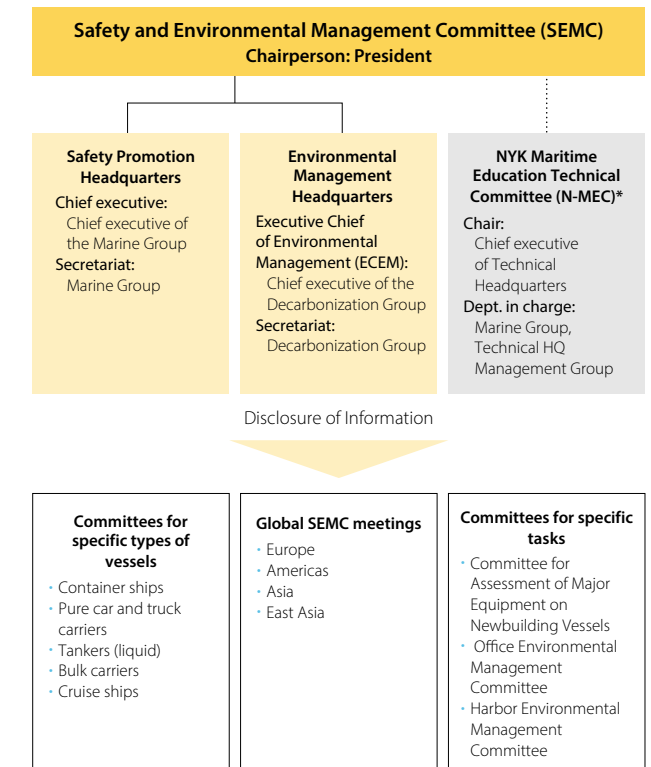 Safety and Environmental Management Committee (SEMC)
Chairperson: President
Safety Promotion
Headquarters
Chief executive:
Chief executive of
the Marine Group
Secretariat:
Marine Group
Environmental
Management
Headquarters
Executive Chief
of Environmental
Management (ECEM):
Chief executive of the
Decarbonization Group
Secretariat:
Decarbonization Group
NYK Maritime
Education Technical
Committee (N-MEC)*
Chair:
Chief executive
of Technical
Headquarters
Dept. in charge:
Marine Group,
Technical HQ
Management Group
Disclosure of Information
Committees for
specific types of
vessels
・Container ships
・Pure car and truck
carriers
・Tankers (liquid)
・Bulk carriers
・Cruise ships
Global SEMC meetings
・Europe
・Americas
・Asia
・East Asia
Committees for specific
tasks
・Committee for
Assessment of Major
Equipment on
Newbuilding Vessels
・Office Environmental
Management
Committee
・Harbor Environmental
Management
Committee